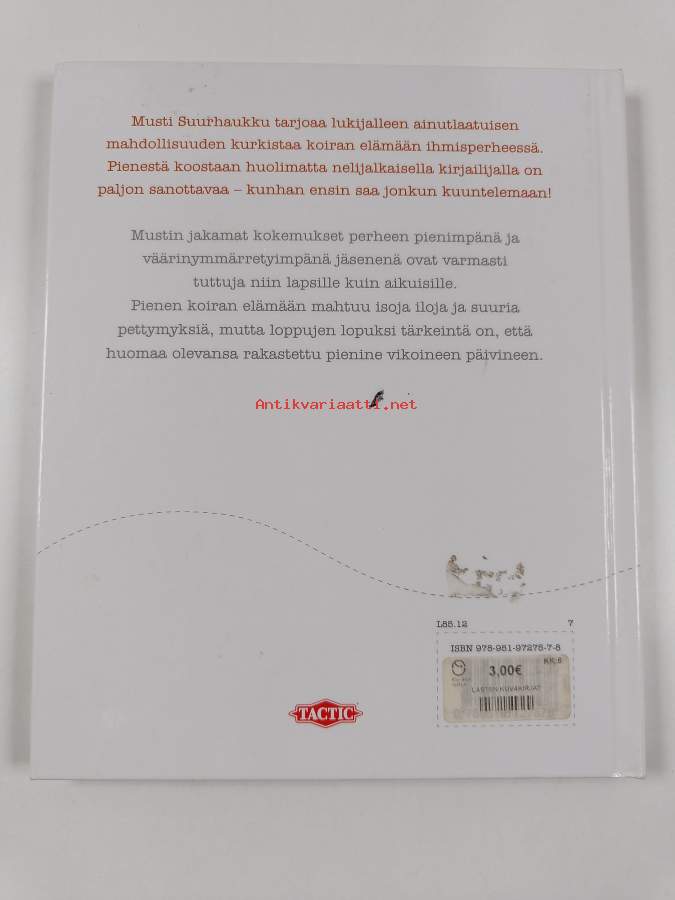 Musti Suurhaukku tarjoaa lukijalleen ainutlaatuisen
mahdollisuuden kurkistaa koiran elämään ihmisperheessä.
Pienestä koostaan huolimatta nelijalkaisella kirjailijalla on
paljon sanottavaa – kunhan ensin saa jonkun kuuntelemaan!
Mustin jakamat kokemukset perheen pienimpänä ja
väärinymmärretyimpänä jäsenenä ovat varmasti
tuttuja niin lapsille kuin aikuisille.
Pienen koiran elämään mahtuu isoja iloja ja suuria
pettymyksiä, mutta loppujen lopuksi tärkeintä on, että
huomaa olevansa rakastettu pienine vikoineen päivineen.
Antikvariaatti.net
L85.12 7
ISBN 978-951-97275-7-8
3,00€
LASTEN KUVAKIRJAT
TACTIC